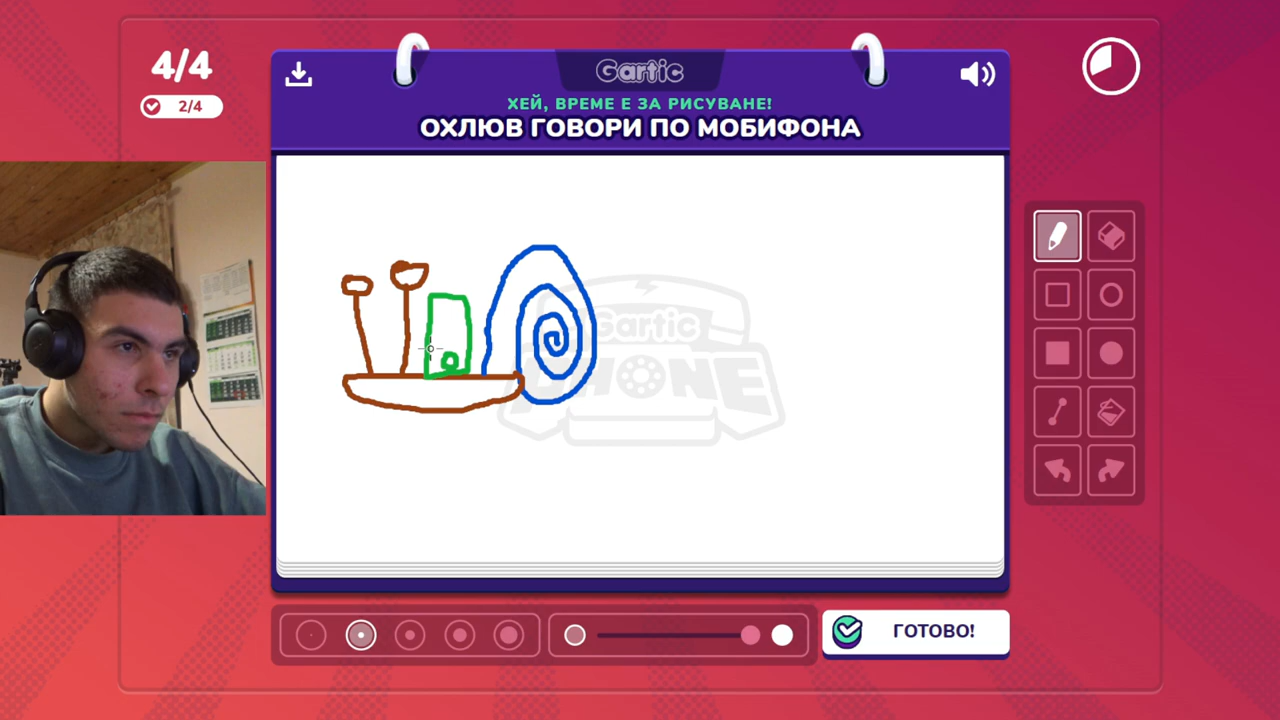 4/4
2/4
Gartic
ХЕЙ, ВРЕМЕ Е ЗА РИСУВАНЕ!
ОХЛЮВ ГОВОРИ ПО МОБИФОНА
Gartic
PHONE
ГОТОВО!